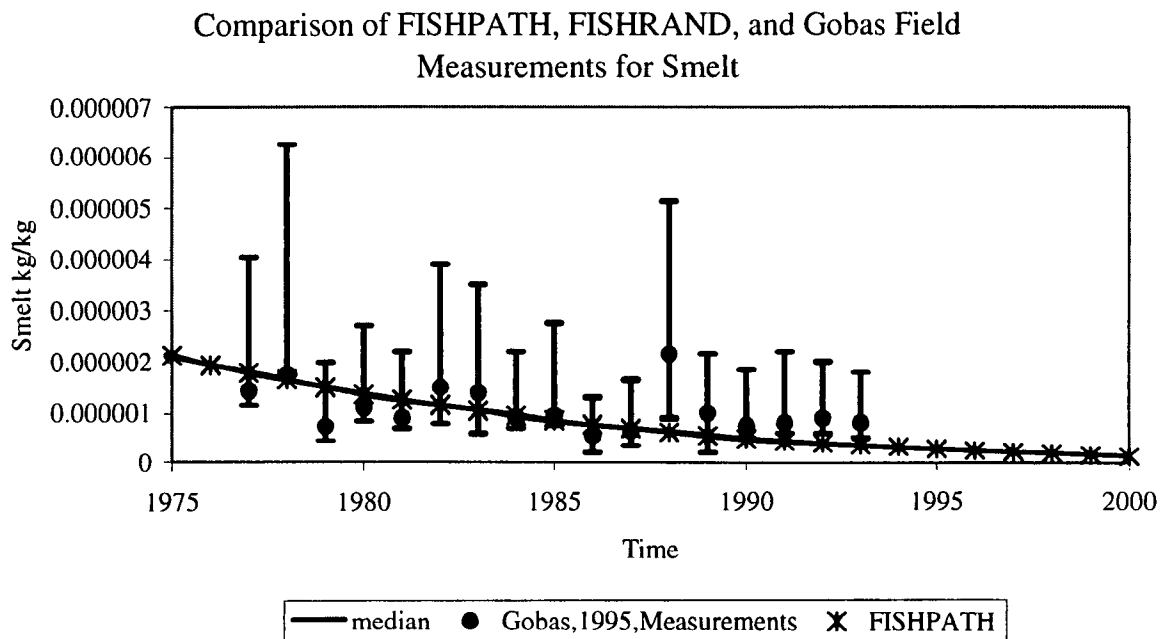 Comparison of FISHPATH, FISHRAND, and Gobas Field
Measurements for Smelt
Smelt kg/kg
0.000007
0.000006
0.000005
0.000004
0.000003
0.000002
0.000001
0
1975 1980 1985 1990 1995 2000
Time
median Gobas,1995,Measurements FISHPATH